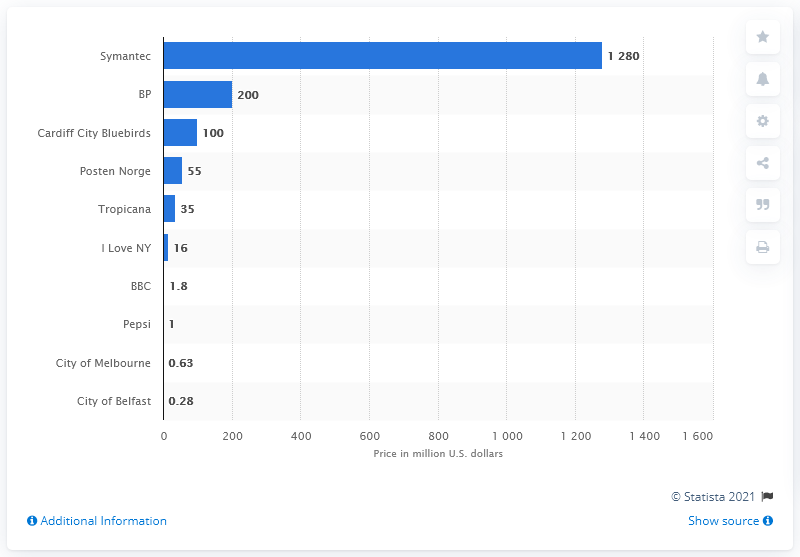 Symantec 1 280
BP 200
Cardiff City Bluebirds 100
Posten Norge 55
Tropicana 35
I Love NY 16
BBC 1.8
Pepsi 1
City of Melbourne 0.63
City of Belfast 0.28
0 200 400 600 800 1 000 1 200 1 400 1 600
Price in million U.S. dollars
© Statista 2021
Additional Information Show source